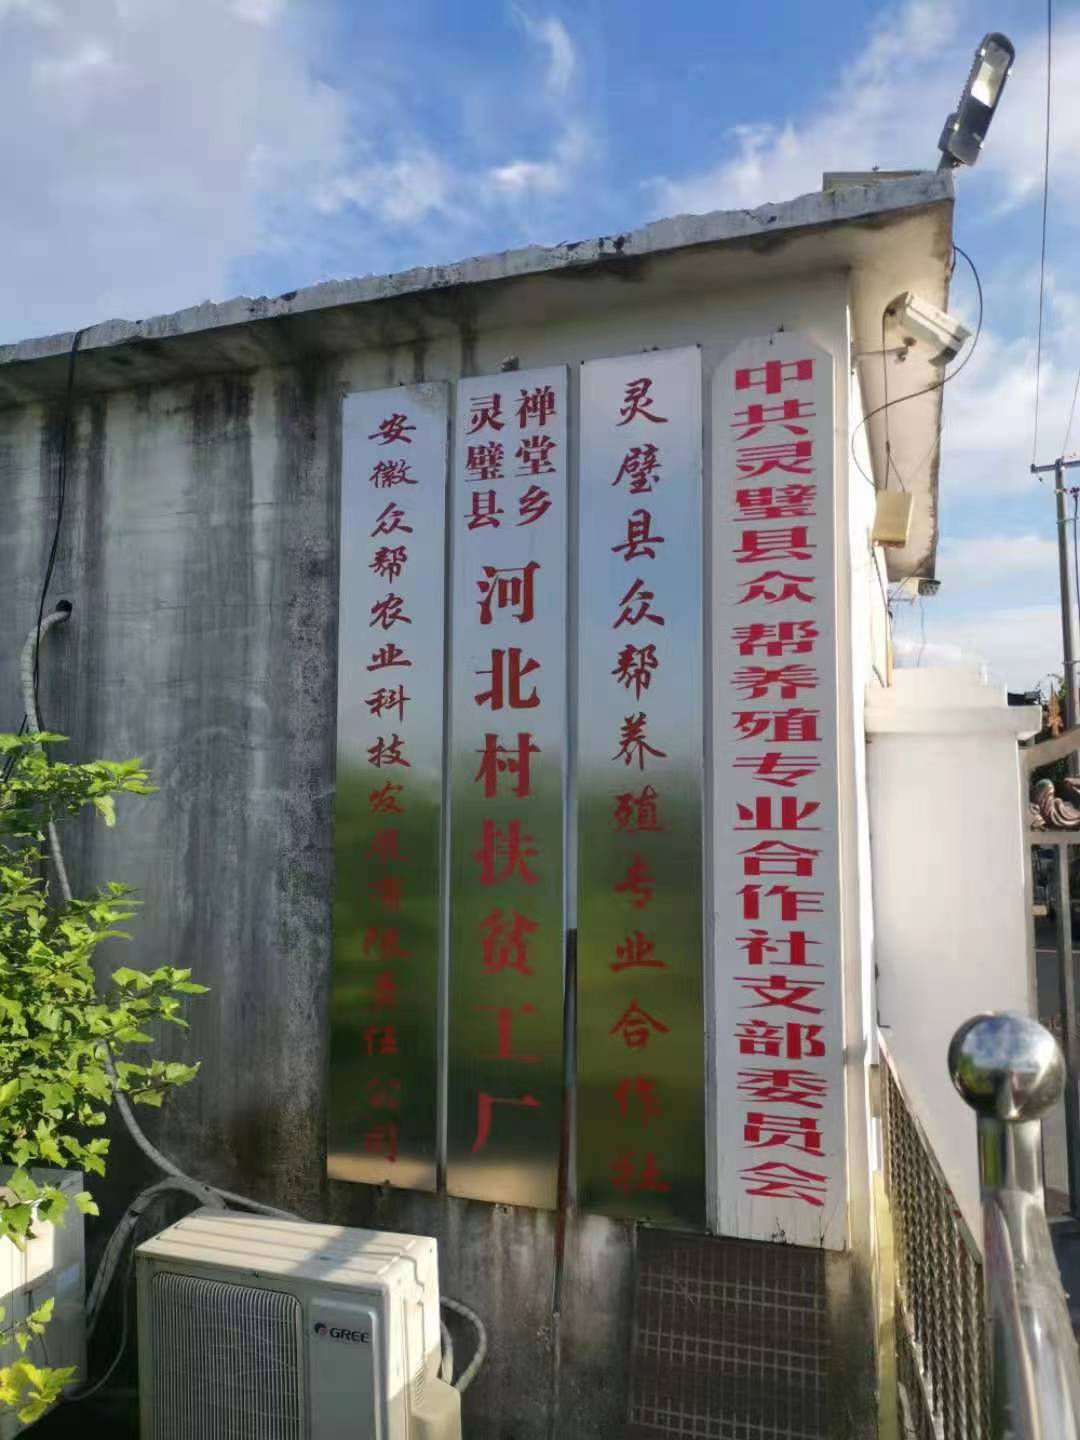 中共灵璧县众帮养殖专业合作社支部委员会
灵璧县众帮养殖专业合作社
灵璧县
禅堂乡
河北村扶贫工厂
安徽众帮农业科技发展有限责任公司
GREE